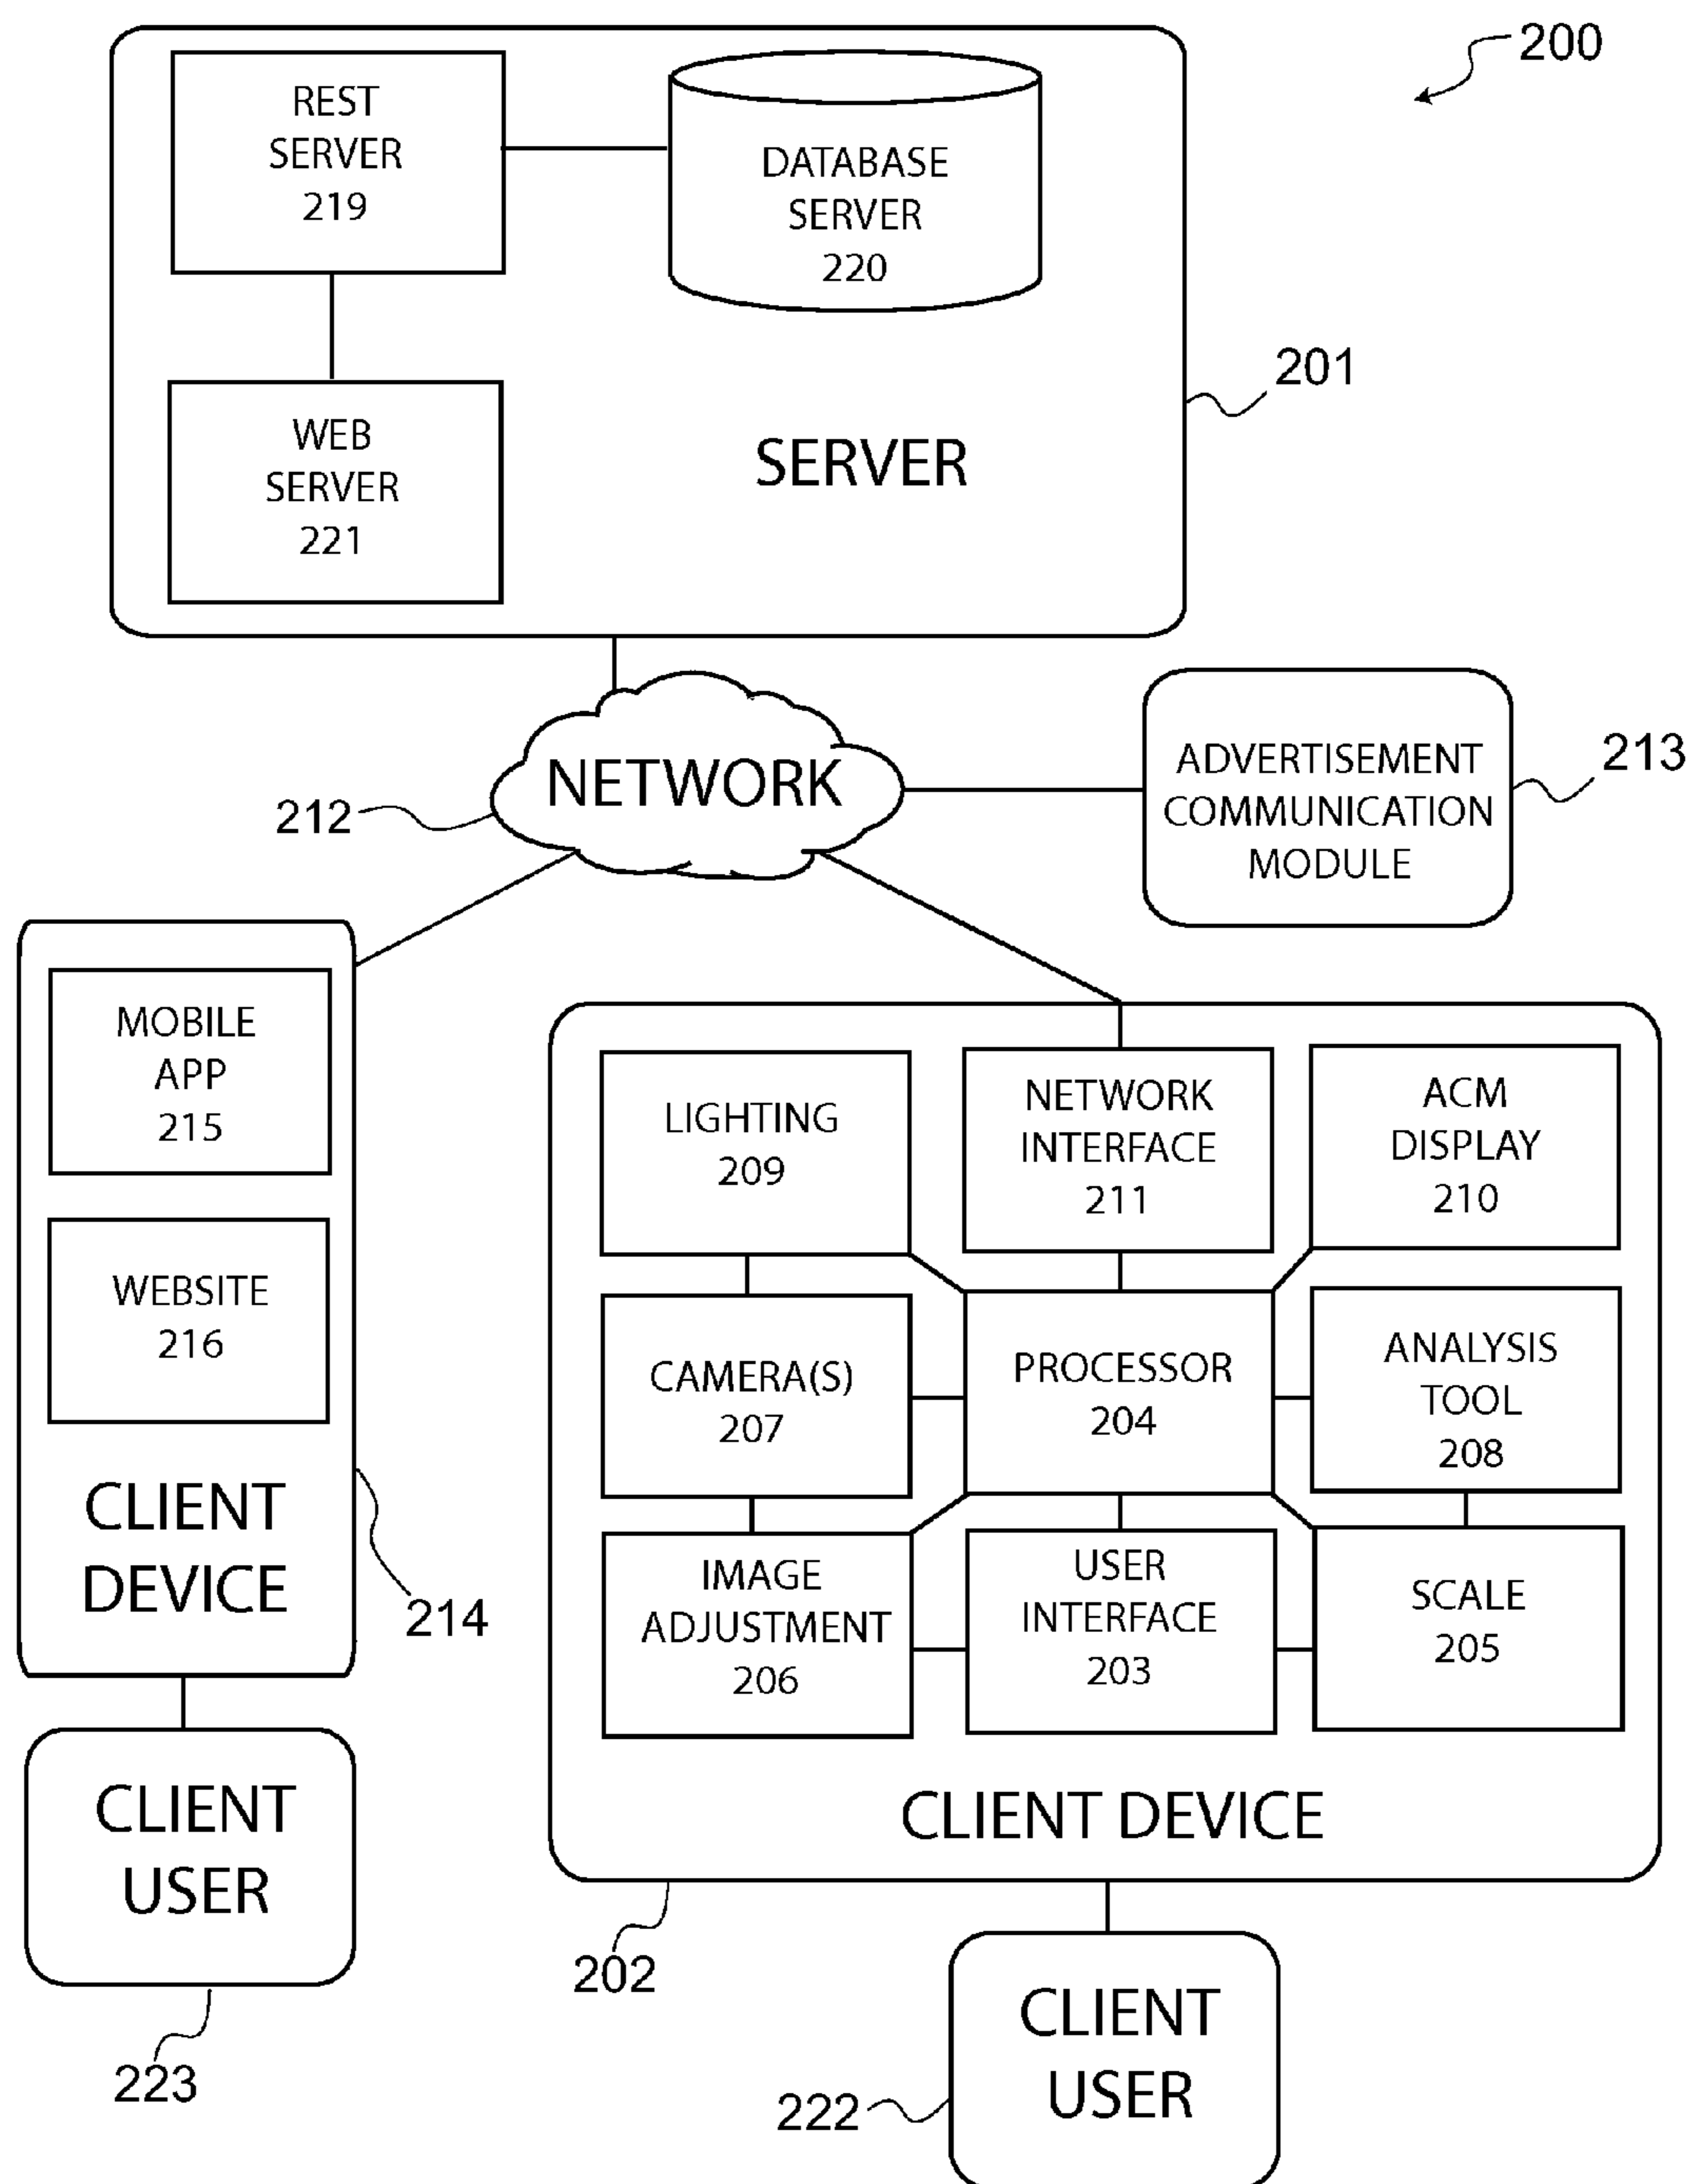 200
REST
SERVER
219
DATABASE
SERVER
220
201
WEB
SERVER
221
SERVER
NETWORK
212
ADVERTISEMENT
COMMUNICATION
MODULE
213
MOBILE
APP
215
WEBSITE
216
CLIENT
DEVICE
214
LIGHTING
209
NETWORK
INTERFACE
211
ACM
DISPLAY
210
CAMERA(S)
207
PROCESSOR
204
ANALYSIS
TOOL
208
IMAGE
ADJUSTMENT
206
USER
INTERFACE
203
SCALE
205
CLIENT DEVICE
202
CLIENT
USER
223
CLIENT
USER
222